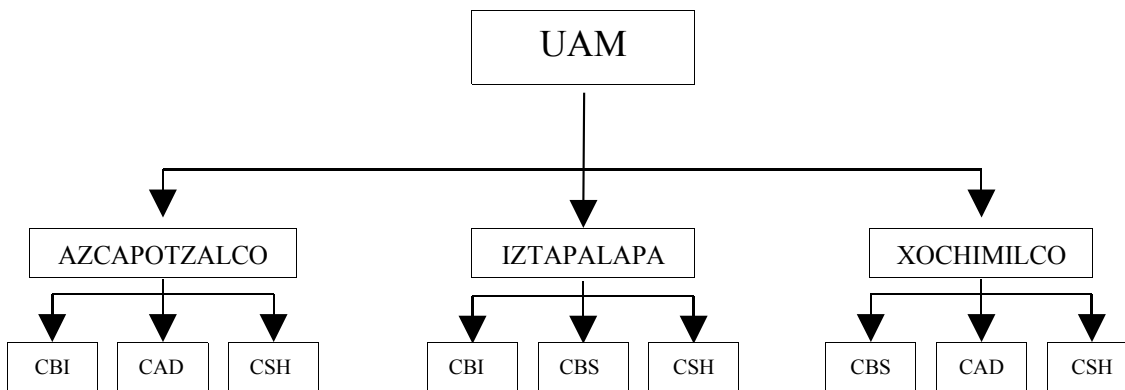 UAM
AZCAPOTZALCO
IZTAPALAPA
XOCHIMILCO
CBI
CAD
CSH
CBI
CBS
CSH
CBS
CAD
CSH